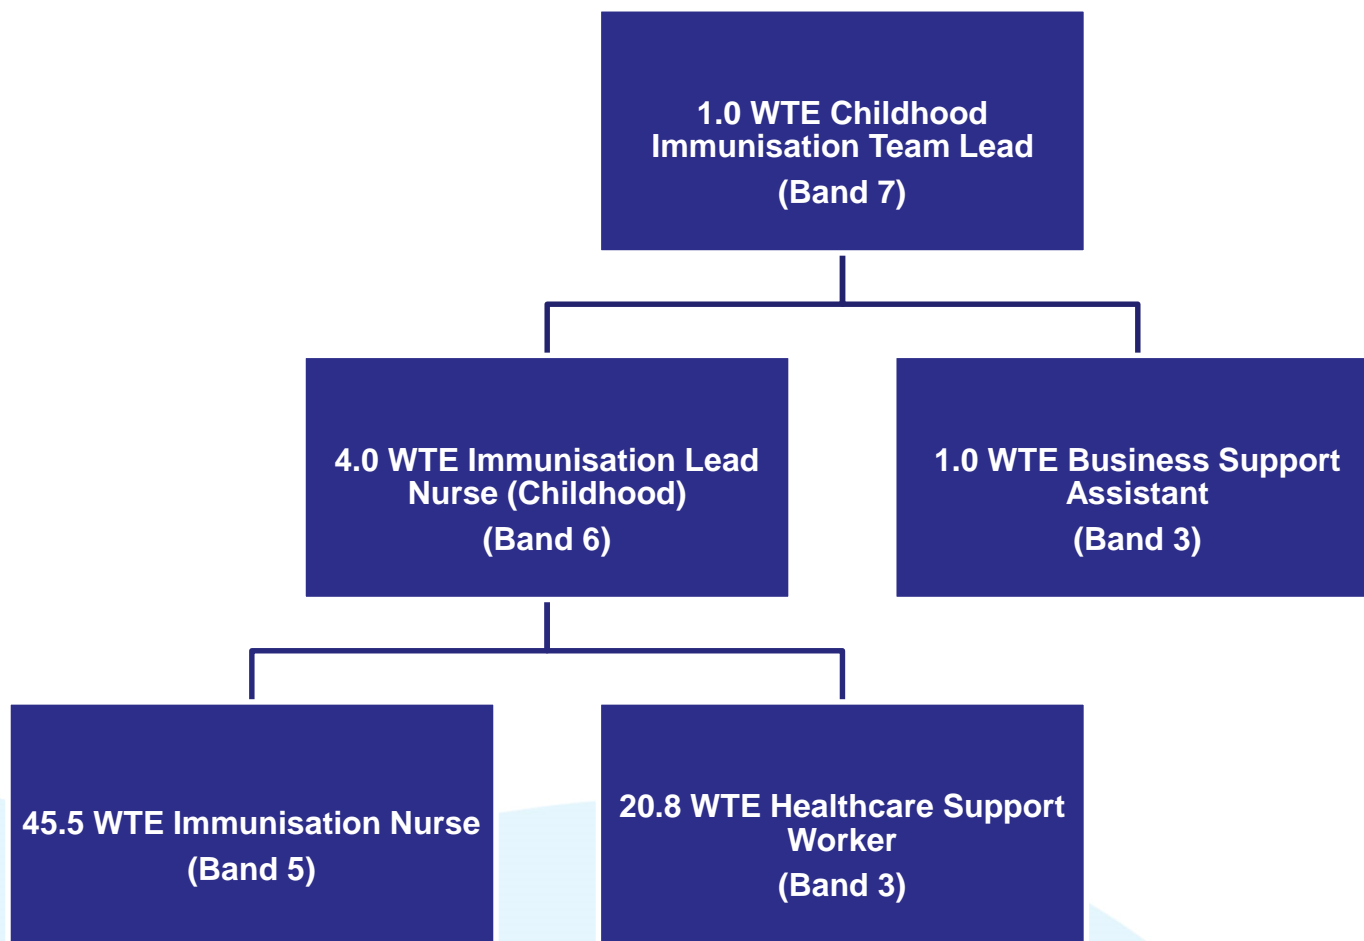 1.0 WTE Childhood
Immunisation Team Lead
(Band 7)
4.0 WTE Immunisation Lead
Nurse (Childhood)
(Band 6)
1.0 WTE Business Support
Assistant
(Band 3)
45.5 WTE Immunisation Nurse
(Band 5)
20.8 WTE Healthcare Support
Worker
(Band 3)